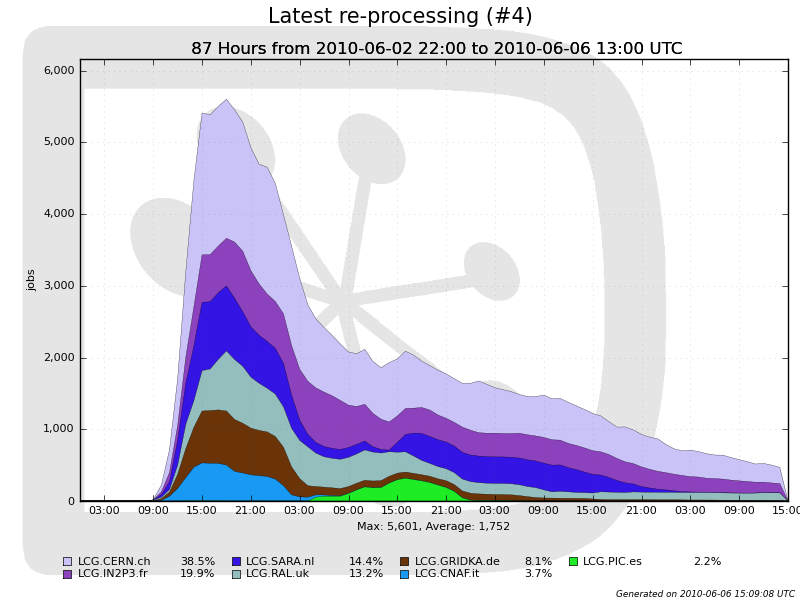 Latest re-processing (#4)
87 Hours from 2010-06-02 22:00 to 2010-06-06 13:00 UTC
6,000
5,000
4,000
3,000
2,000
1,000
0
jobs
03:00 09:00 15:00 21:00 03:00 09:00 15:00 21:00 03:00 09:00 15:00 21:00 03:00 09:00 15:00
Max: 5,601, Average: 1,752
LCG.CERN.ch 38.5% LCG.SARA.nl 14.4% LCG.GRIDKA.de 8.1% LCG.PIC.es 2.2%
LCG.IN2P3.fr 19.9% LCG.RAL.uk 13.2% LCG.CNAF.it 3.7%
Generated on 2010-06-06 15:09:08 UTC